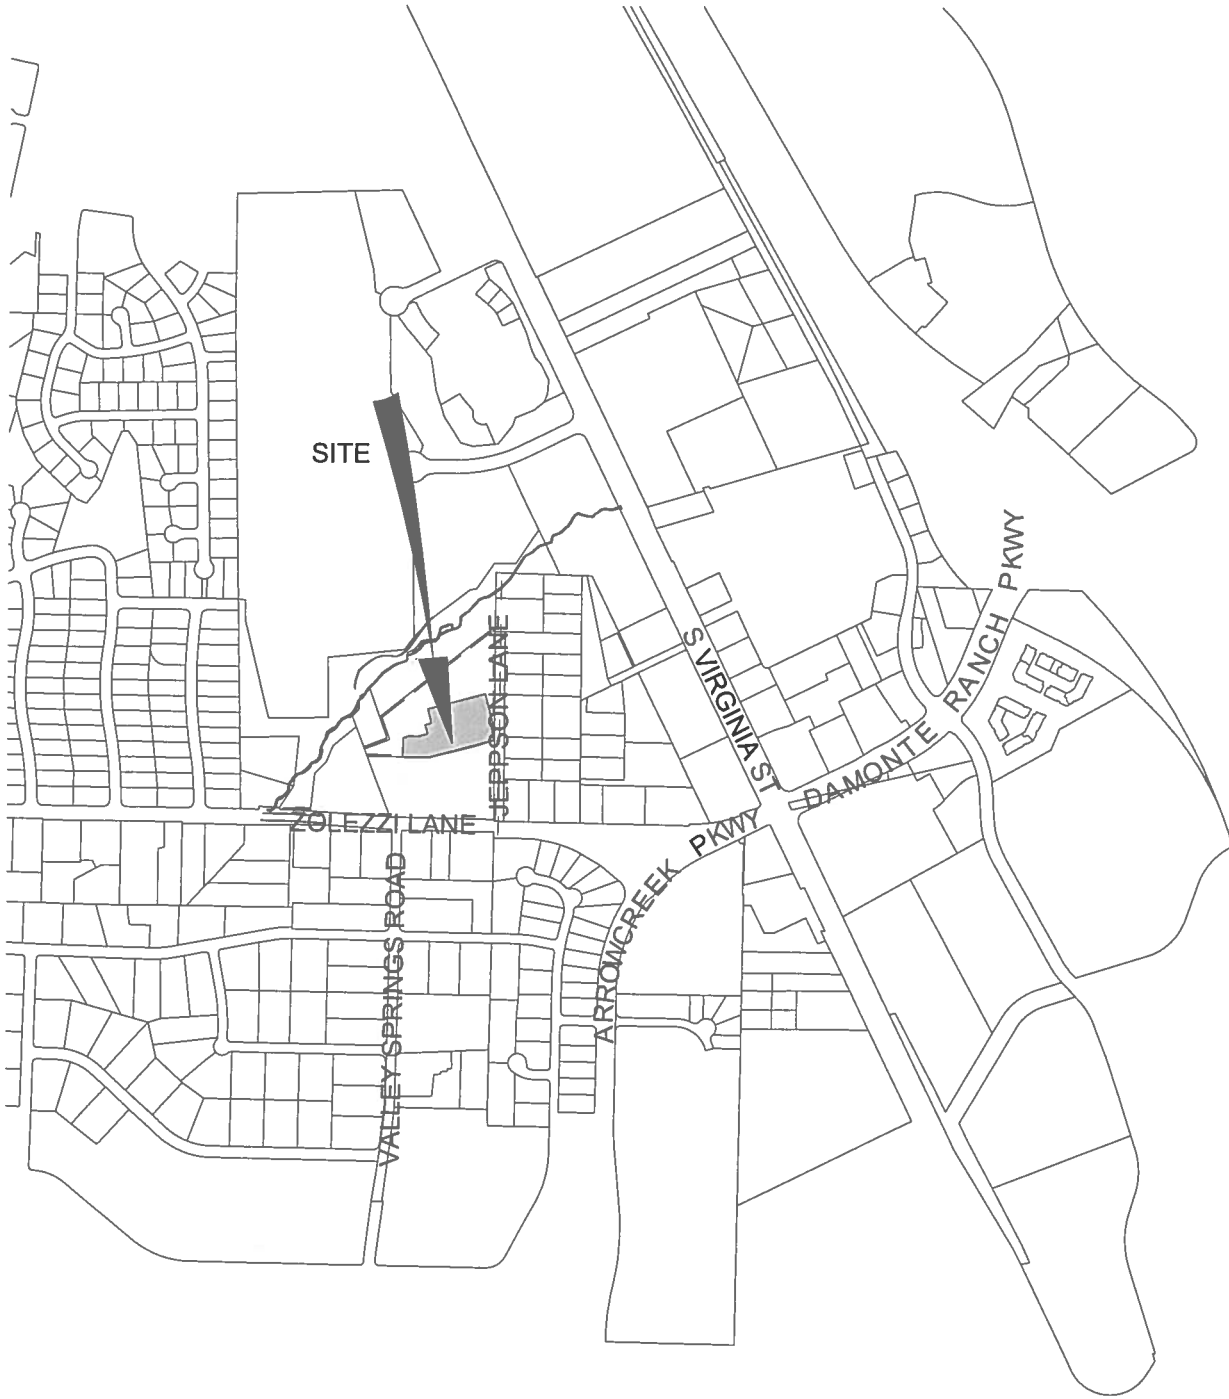 SITE
JEPPSON LANE
S VIRGINIA ST
DAMONTE RANCH PKWY
ZOLEZZI LANE
ARROWCREEK PKWY
VALLEY SPRINGS ROAD